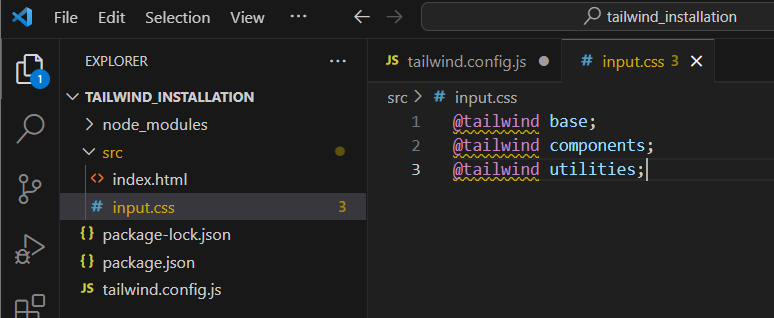 File Edit Selection View ··· ← → tailwind_installation
1
EXPLORER ···
TAILWIND_INSTALLATION
node_modules
src
<> index.html
# input.css 3
{} package-lock.json
{} package.json
JS tailwind.config.js
JS tailwind.config.js ● # input.css 3 ×
src > # input.css
1 @tailwind base;
2 @tailwind components;
3 @tailwind utilities;